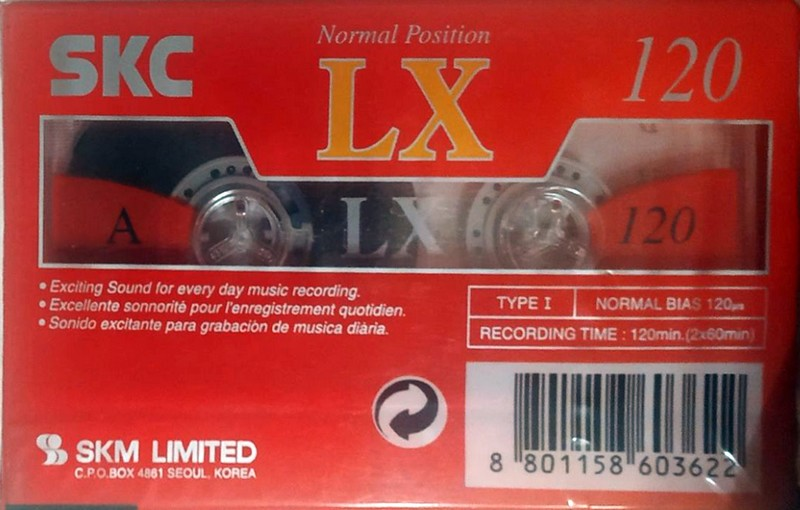 SKC
Normal Position
LX
120
A
LX
120
• Exciting Sound for every day music recording.
• Excellente sonnorité pour l'enregistrement quotidien.
• Sonido excitante para grabaciòn de musica diària.
TYPE I NORMAL BIAS 120µs
RECORDING TIME : 120min.(2x60min)
SKM LIMITED
C.P.O.BOX 4861 SEOUL, KOREA
8 801158 603622